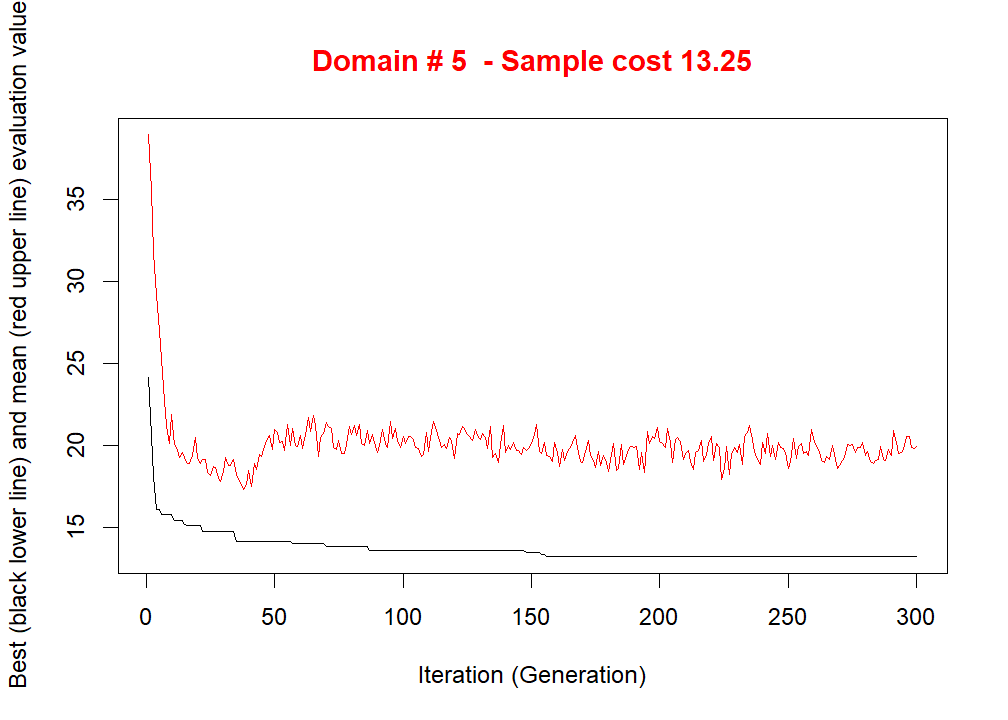 Domain # 5  - Sample cost 13.25
Best (black lower line) and mean (red upper line) evaluation value
35
30
25
20
15
0 50 100 150 200 250 300
Iteration (Generation)